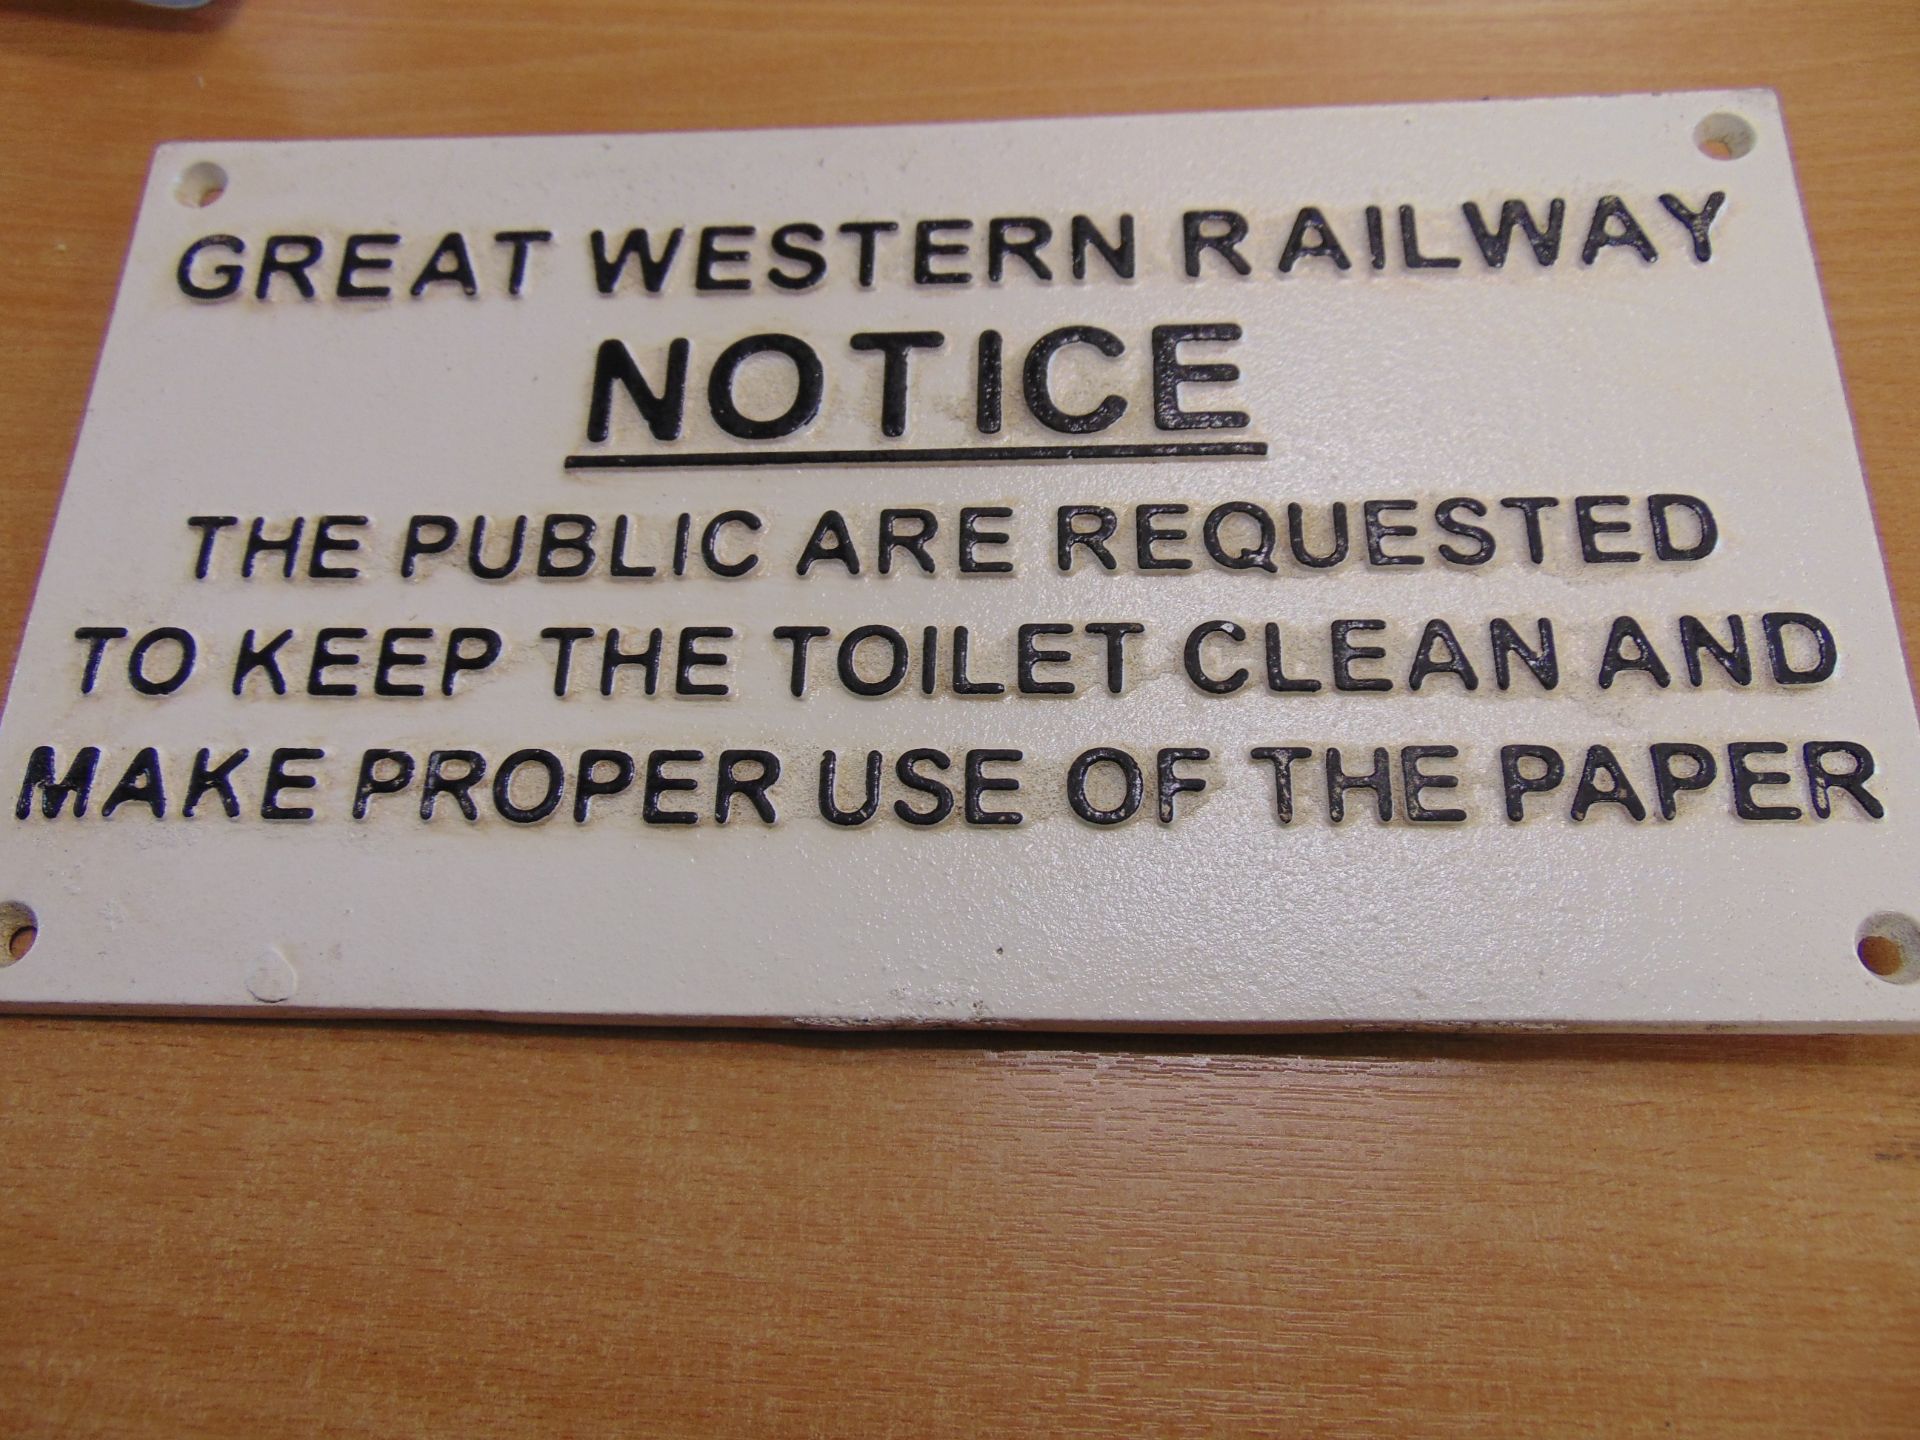 GREAT WESTERN RAILWAY
NOTICE
THE PUBLIC ARE REQUESTED
TO KEEP THE TOILET CLEAN AND
MAKE PROPER USE OF THE PAPER